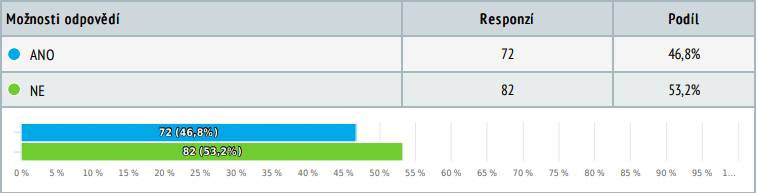 Možnosti odpovědí Responzí Podíl
ANO 72 46,8%
NE 82 53,2%
72 (46,8%)
82 (53,2%)
0 % 5 % 10 % 15 % 20 % 25 % 30 % 35 % 40 % 45 % 50 % 55 % 60 % 65 % 70 % 75 % 80 % 85 % 90 % 95 % 1...